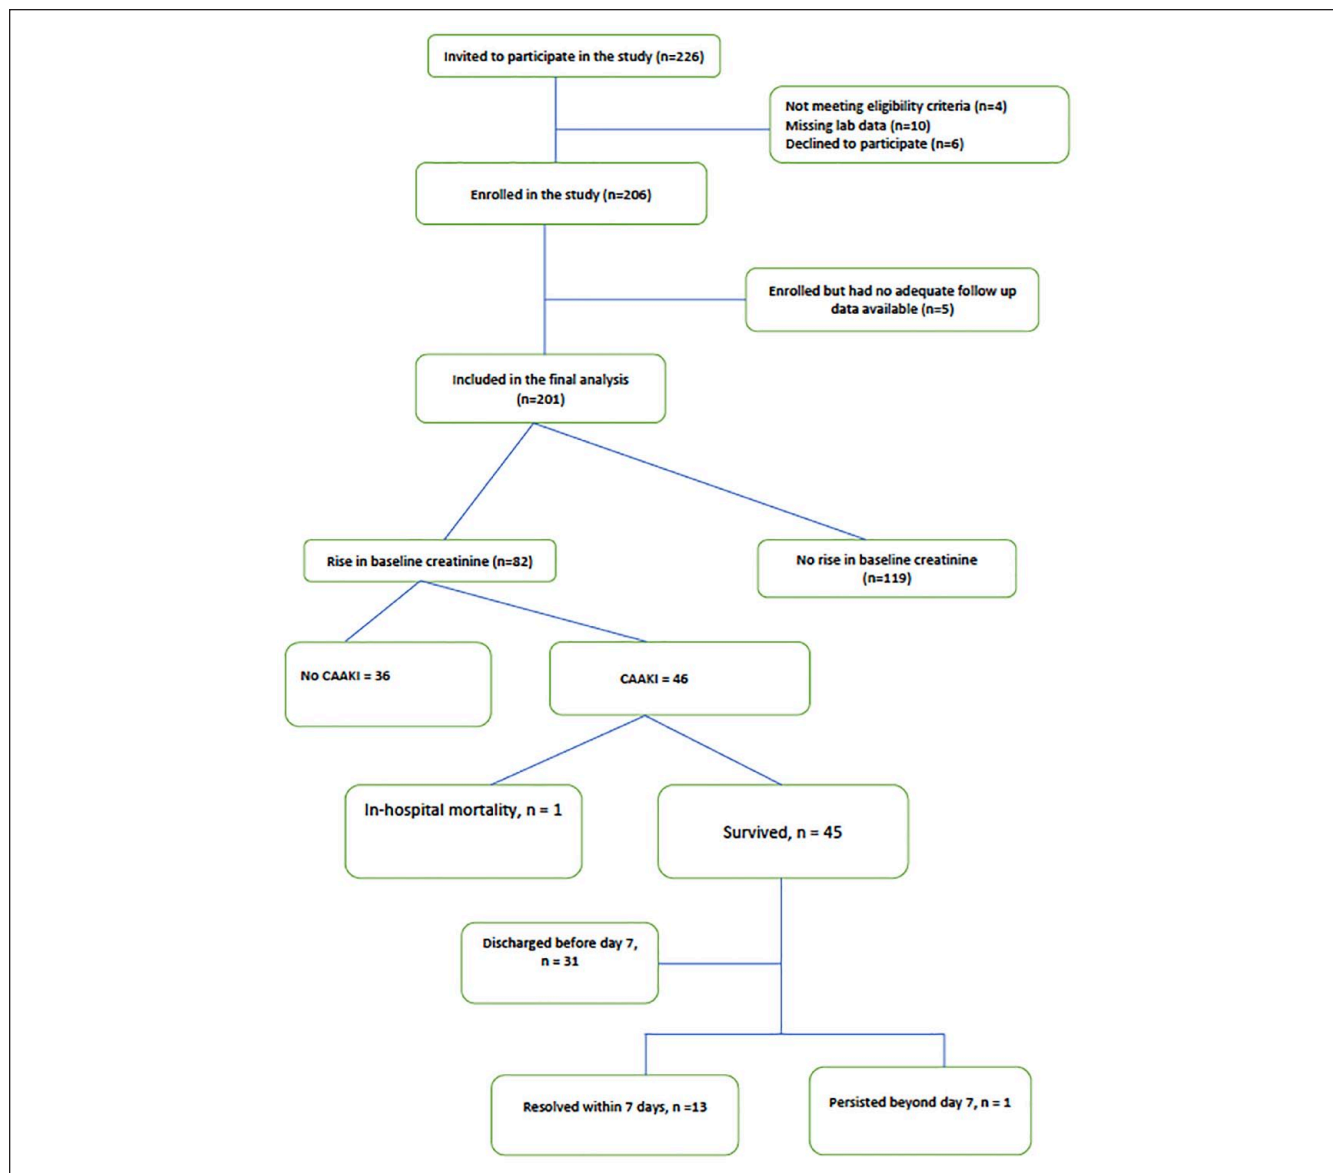 Invited to participate in the study (n=226)
Not meeting eligibility criteria (n=4)
Missing lab data (n=10)
Declined to participate (n=6)
Enrolled in the study (n=206)
Enrolled but had no adequate follow up
data available (n=5)
Included in the final analysis
(n=201)
Rise in baseline creatinine (n=82)
No rise in baseline creatinine
(n=119)
No CAAKI = 36
CAAKI = 46
In-hospital mortality, n = 1
Survived, n = 45
Discharged before day 7,
n = 31
Resolved within 7 days, n =13
Persisted beyond day 7, n = 1